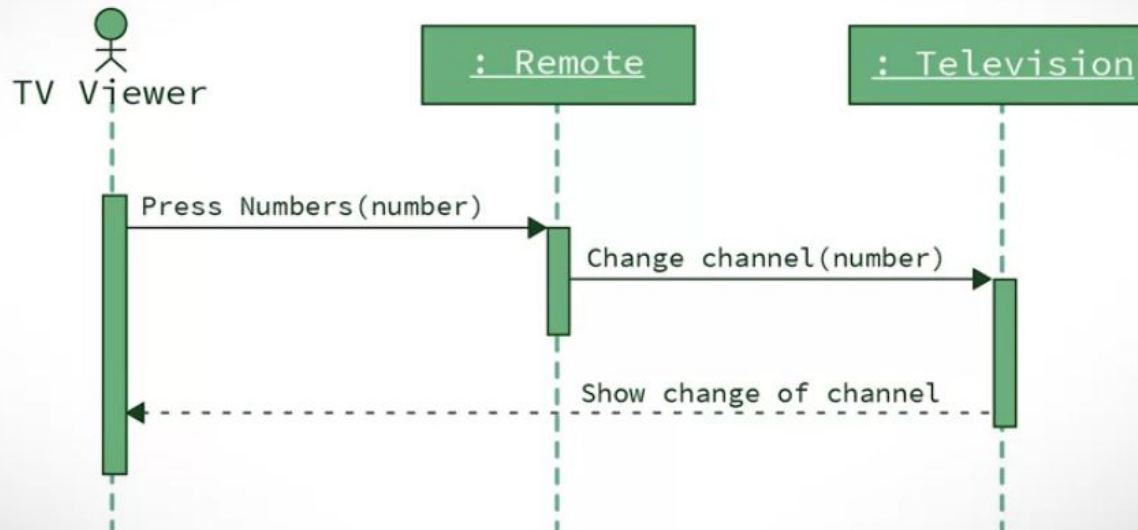 TV Viewer
: Remote
: Television
Press Numbers(number)
Change channel(number)
Show change of channel